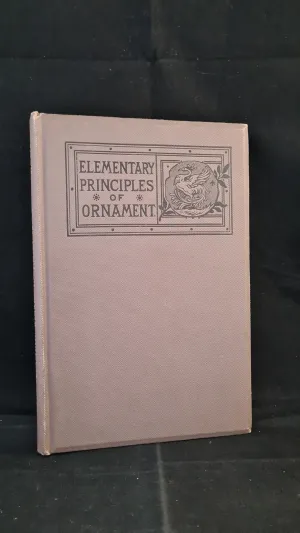 ELEMENTARY
PRINCIPLES
OF
ORNAMENT.